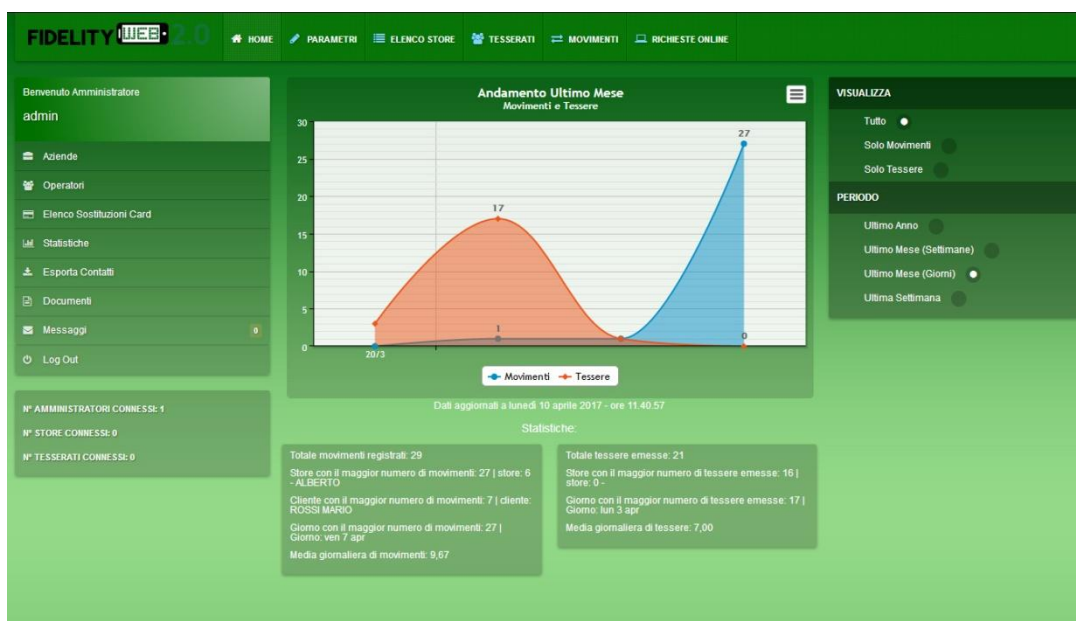 FIDELITY WEB 2.0
HOME
PARAMETRI
ELENCO STORE
TESSERATI
MOVIMENTI
RICHIESTE ONLINE
Benvenuto Amministratore
admin
Aziende
Operatori
Elenco Sostituzioni Card
Statistiche
Esporta Contatti
Documenti
Messaggi 0
Log Out
N° AMMINISTRATORI CONNESSI: 1
N° STORE CONNESSI: 0
N° TESSERATI CONNESSI: 0
Andamento Ultimo Mese
Movimenti e Tessere
30
25
20
15
10
5
0
17
1
27
0
20/3
Movimenti
Tessere
Dati aggiornati a lunedì 10 aprile 2017 - ore 11.40.57
Statistiche:
Totale movimenti registrati: 29
Store con il maggior numero di movimenti: 27 | store: 6
- ALBERTO
Cliente con il maggior numero di movimenti: 7 | cliente:
ROSSI MARIO
Giorno con il maggior numero di movimenti: 27 |
Giorno: ven 7 apr
Media giornaliera di movimenti: 9,67
Totale tessere emesse: 21
Store con il maggior numero di tessere emesse: 16 |
store: 0 -
Giorno con il maggior numero di tessere emesse: 17 |
Giorno: lun 3 apr
Media giornaliera di tessere: 7,00
VISUALIZZA
Tutto
Solo Movimenti
Solo Tessere
PERIODO
Ultimo Anno
Ultimo Mese (Settimane)
Ultimo Mese (Giorni)
Ultima Settimana